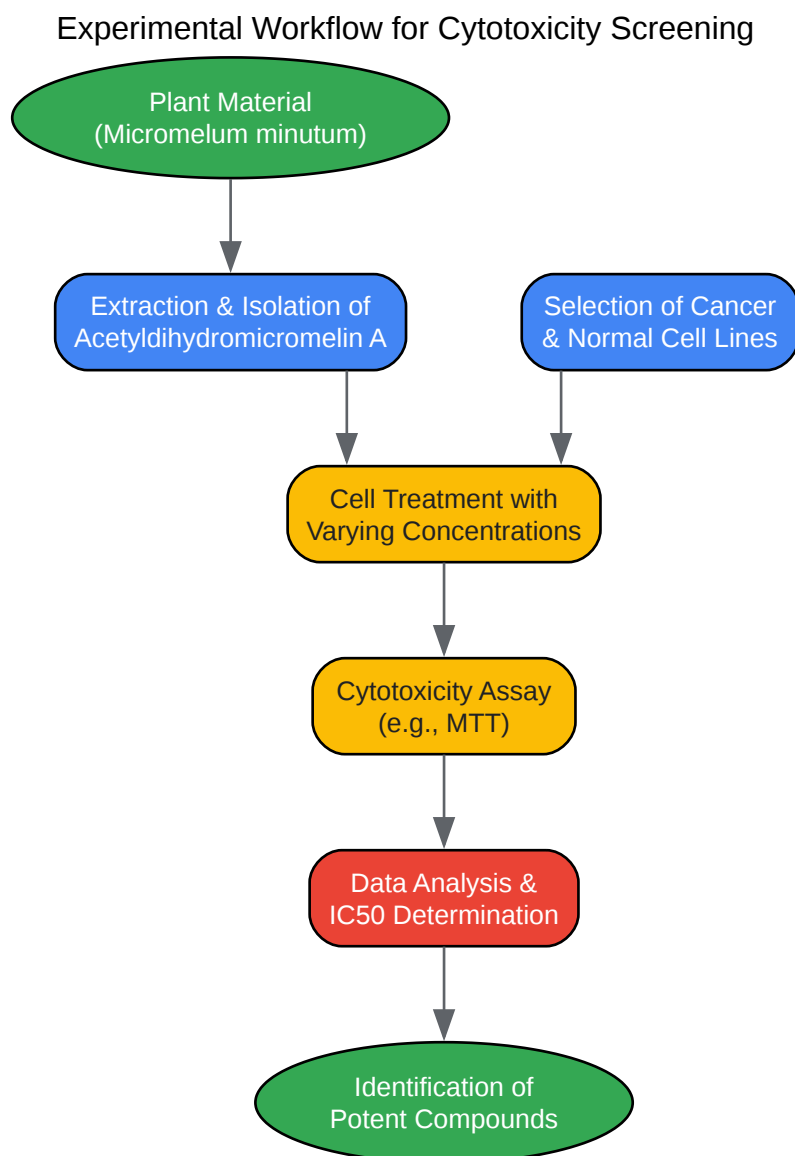 Experimental Workflow for Cytotoxicity Screening
Plant Material
(Micromelum minutum)
Extraction & Isolation of
Acetyldihydromicromelin A
Selection of Cancer
& Normal Cell Lines
Cell Treatment with
Varying Concentrations
Cytotoxicity Assay
(e.g., MTT)
Data Analysis &
IC50 Determination
Identification of
Potent Compounds